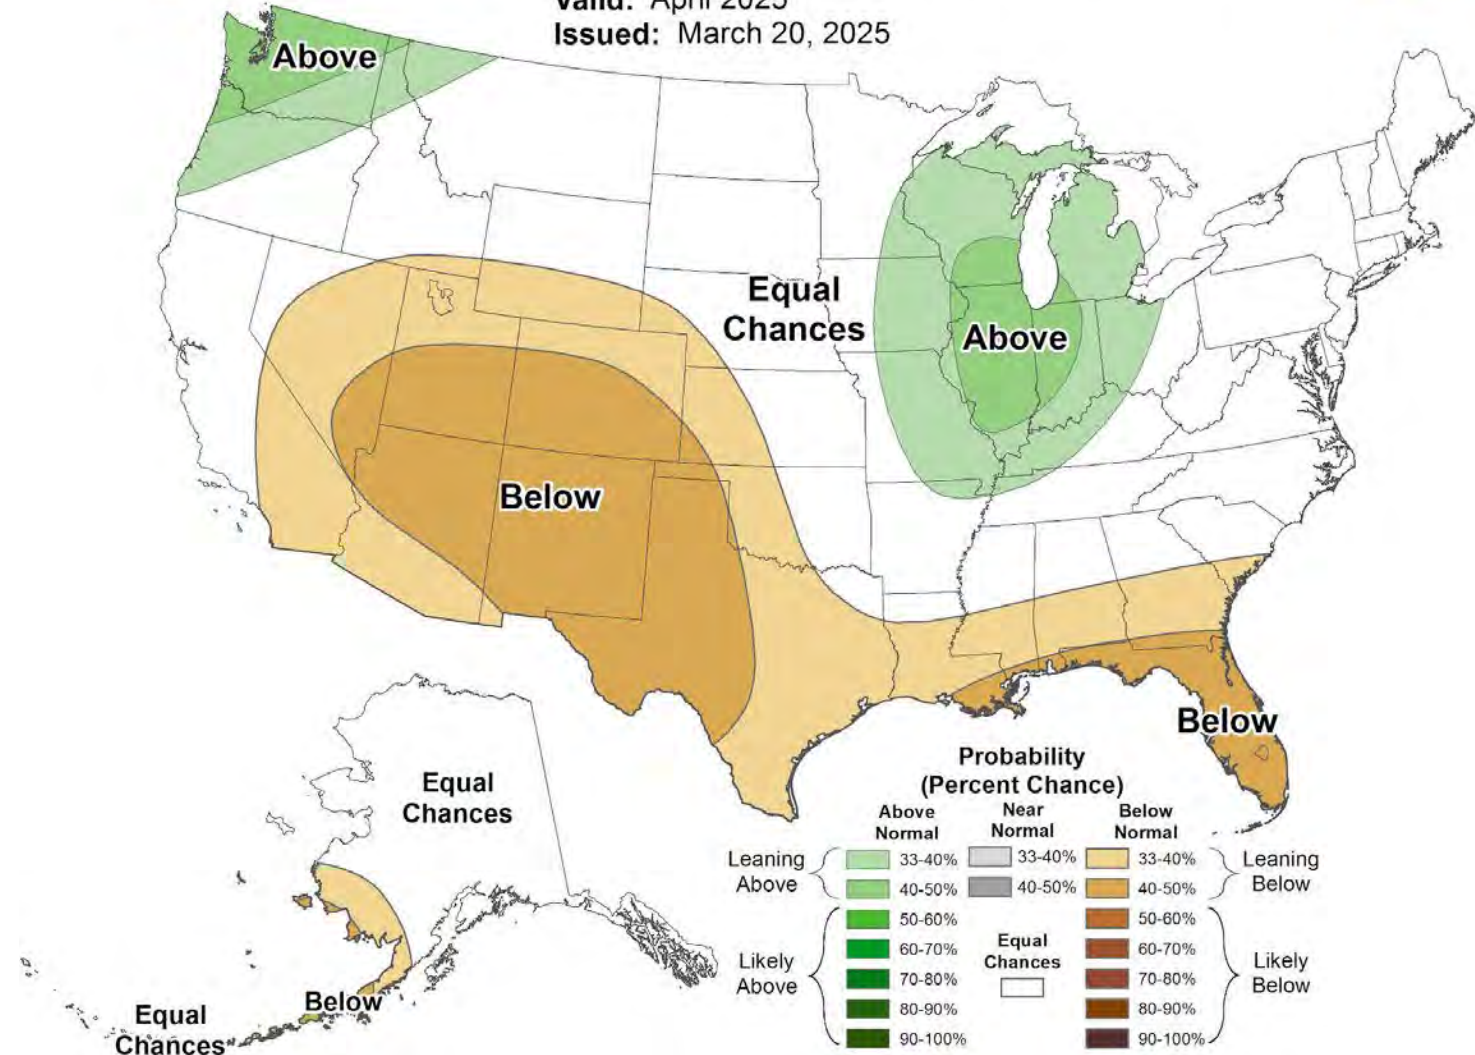 Valid: April 2025
Issued: March 20, 2025
Above
Equal
Chances
Above
Below
Below
Equal
Chances
Below
Equal
Chances
Probability
(Percent Chance)
Above
Normal
Near
Normal
Below
Normal
Leaning
Above
33-40%
33-40%
33-40%
Leaning
Below
40-50%
40-50%
40-50%
50-60%
50-60%
Likely
Above
60-70%
Equal
Chances
60-70%
Likely
Below
70-80%
70-80%
80-90%
80-90%
90-100%
90-100%